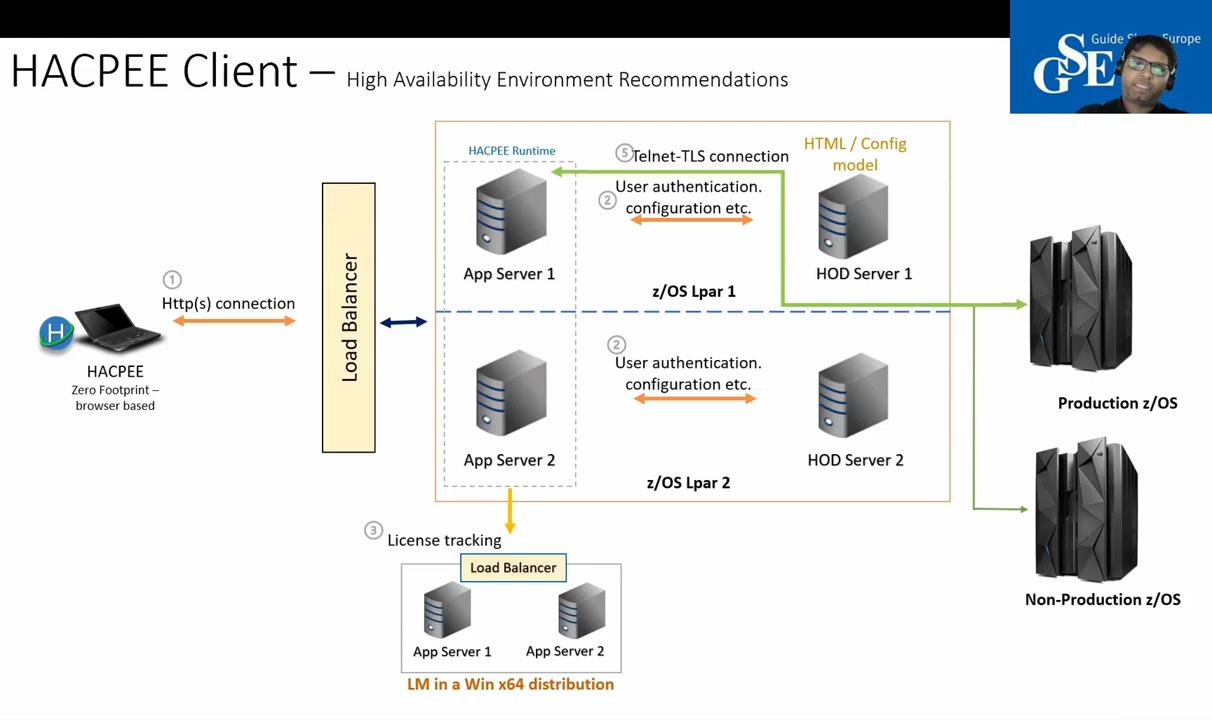 HACPEE Client – High Availability Environment Recommendations
GSE
Guide Sh Europe
HACPEE Runtime
HTML / Config
model
5
Telnet-TLS connection
2
User authentication.
configuration etc.
App Server 1
HOD Server 1
z/OS Lpar 1
1
Http(s) connection
Load Balancer
H
HACPEE
Zero Footprint –
browser based
2
User authentication.
configuration etc.
App Server 2
HOD Server 2
z/OS Lpar 2
Production z/OS
3
License tracking
Load Balancer
App Server 1
App Server 2
LM in a Win x64 distribution
Non-Production z/OS